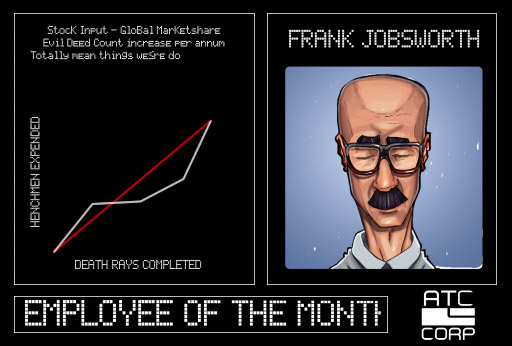 StocK Input - GloBal MarKetshare
Evil Deed Count increase per annum
Totally mean things we're do
HENCHMEN EXPENDED
DEATH RAYS COMPLETED
FRANK JOBSWORTH
EMPLOYEE OF THE MONTH
ATC
CORP